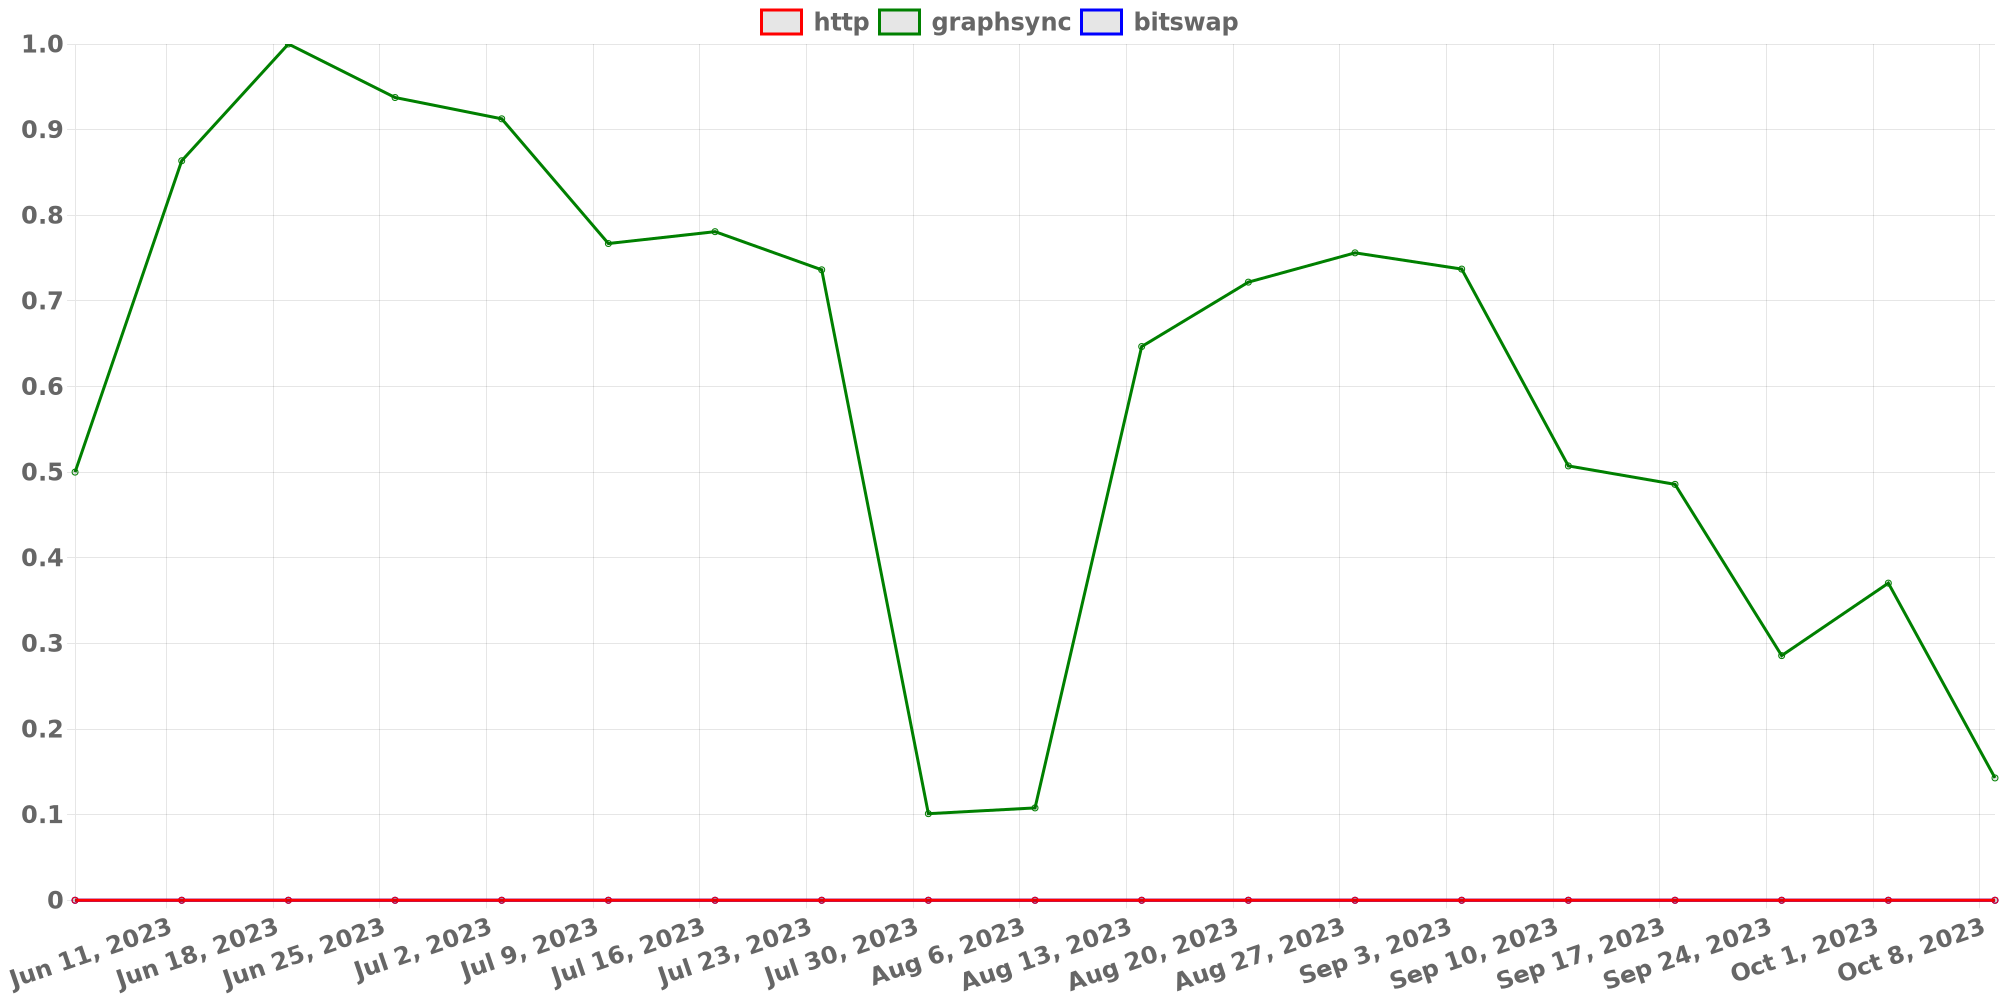 http graphsync bitswap
1.0
0.9
0.8
0.7
0.6
0.5
0.4
0.3
0.2
0.1
0
Jun 11, 2023
Jun 18, 2023
Jun 25, 2023
Jul 2, 2023
Jul 9, 2023
Jul 16, 2023
Jul 23, 2023
Jul 30, 2023
Aug 6, 2023
Aug 13, 2023
Aug 20, 2023
Aug 27, 2023
Sep 3, 2023
Sep 10, 2023
Sep 17, 2023
Sep 24, 2023
Oct 1, 2023
Oct 8, 2023